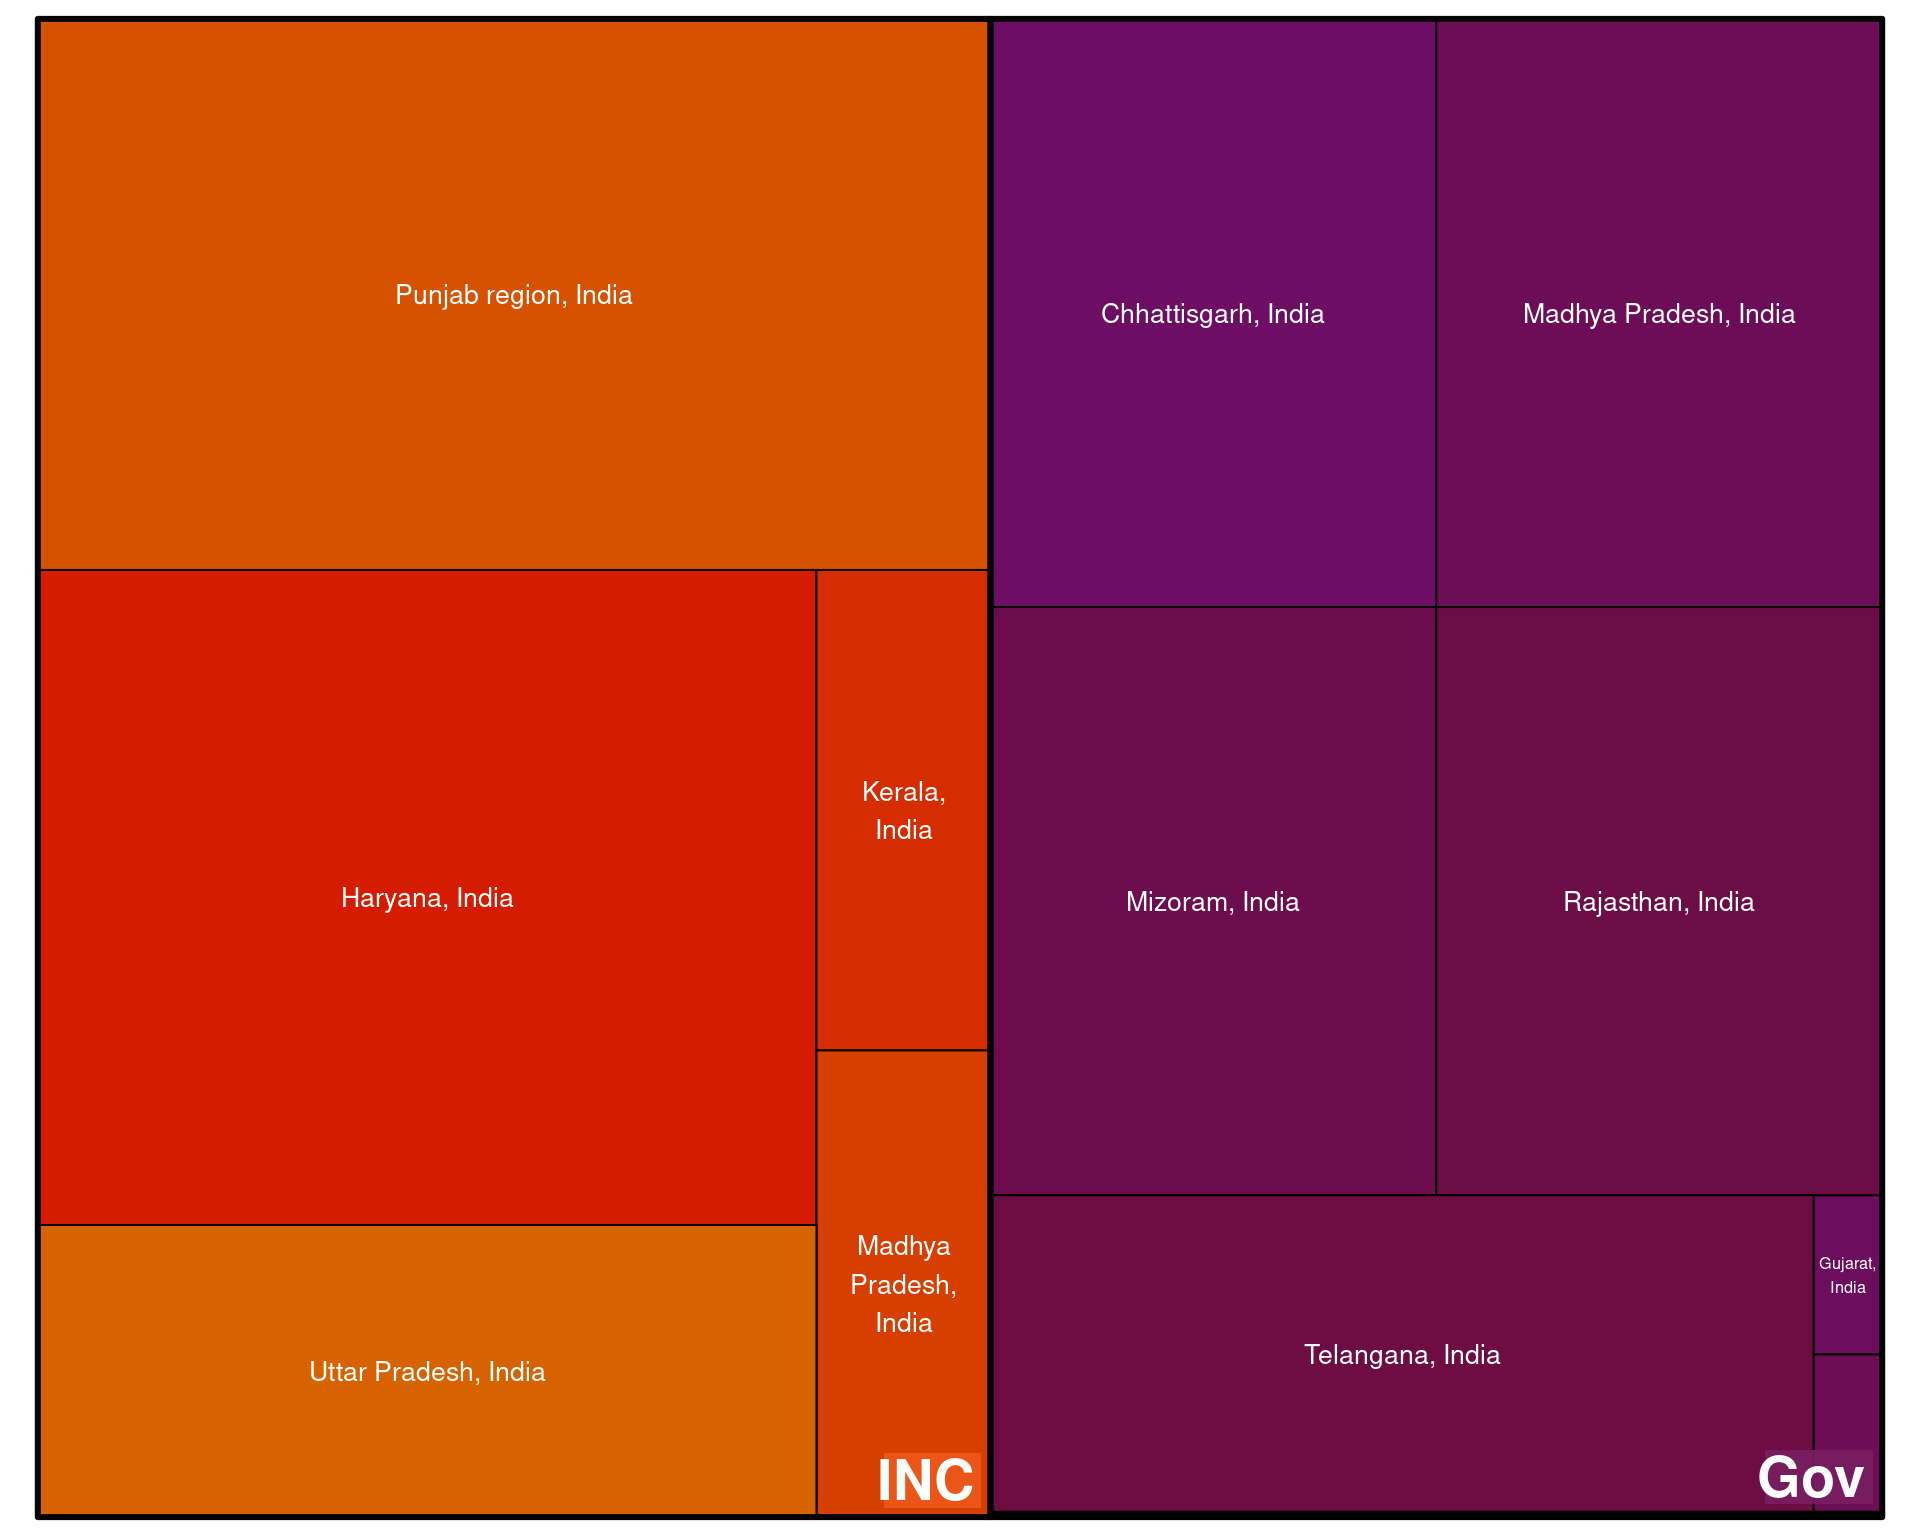 Punjab region, India
Haryana, India
Kerala,
India
Uttar Pradesh, India
Madhya
Pradesh,
India
INC
Chhattisgarh, India
Madhya Pradesh, India
Mizoram, India
Rajasthan, India
Telangana, India
Gujarat,
India
Gov